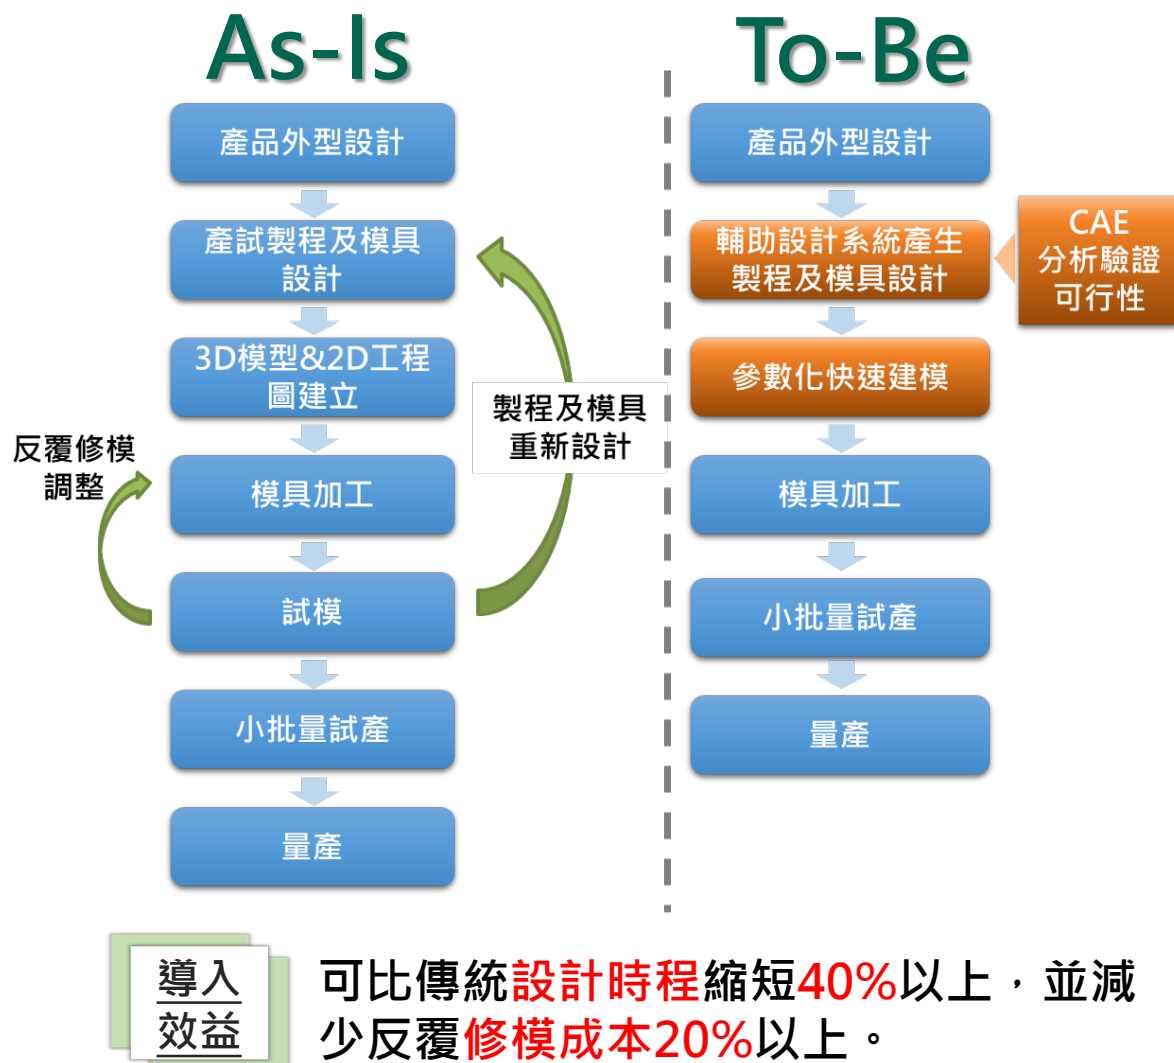 As-Is
產品外型設計
產試製程及模具
設計
3D模型&2D工程
圖建立
反覆修模
調整
模具加工
試模
小批量試產
量產
製程及模具
重新設計
To-Be
產品外型設計
輔助設計系統產生
製程及模具設計
CAE
分析驗證
可行性
參數化快速建模
模具加工
小批量試產
量產
導入
效益
可比傳統設計時程縮短40%以上，並減
少反覆修模成本20%以上。